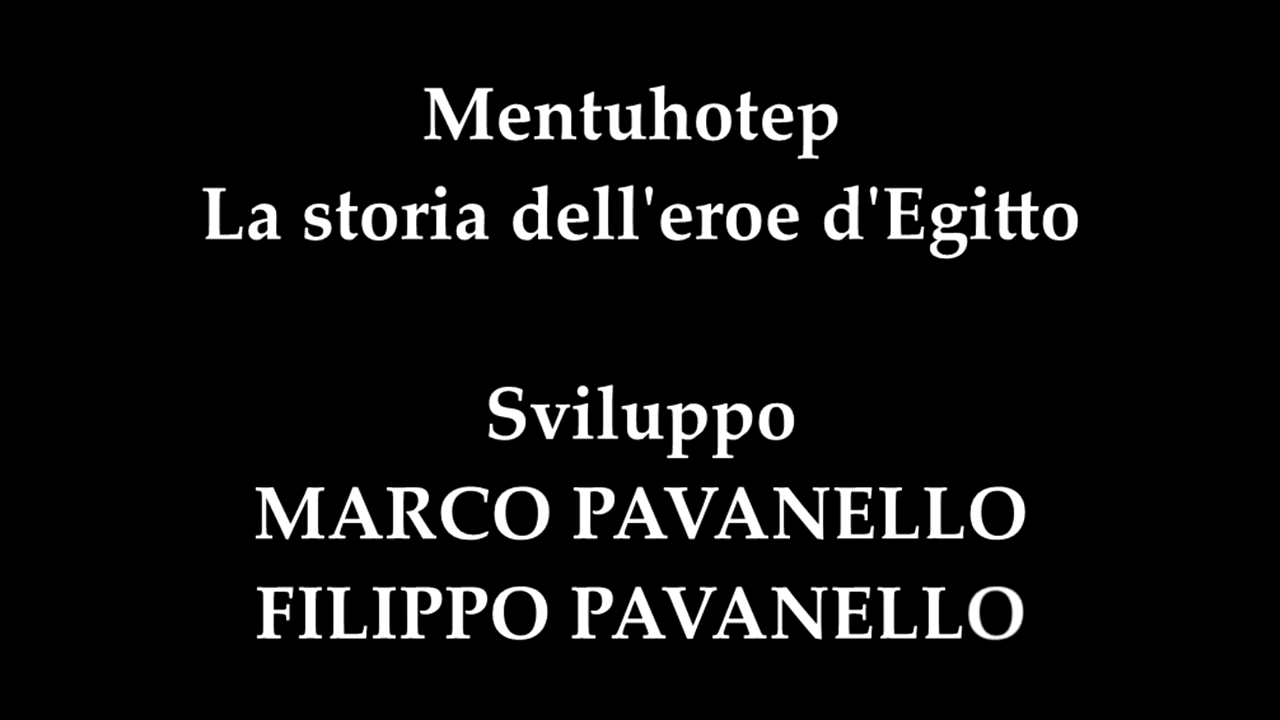 Mentuhotep
La storia dell'eroe d'Egitto
Sviluppo
MARCO PAVANELLO
FILIPPO PAVANELLO